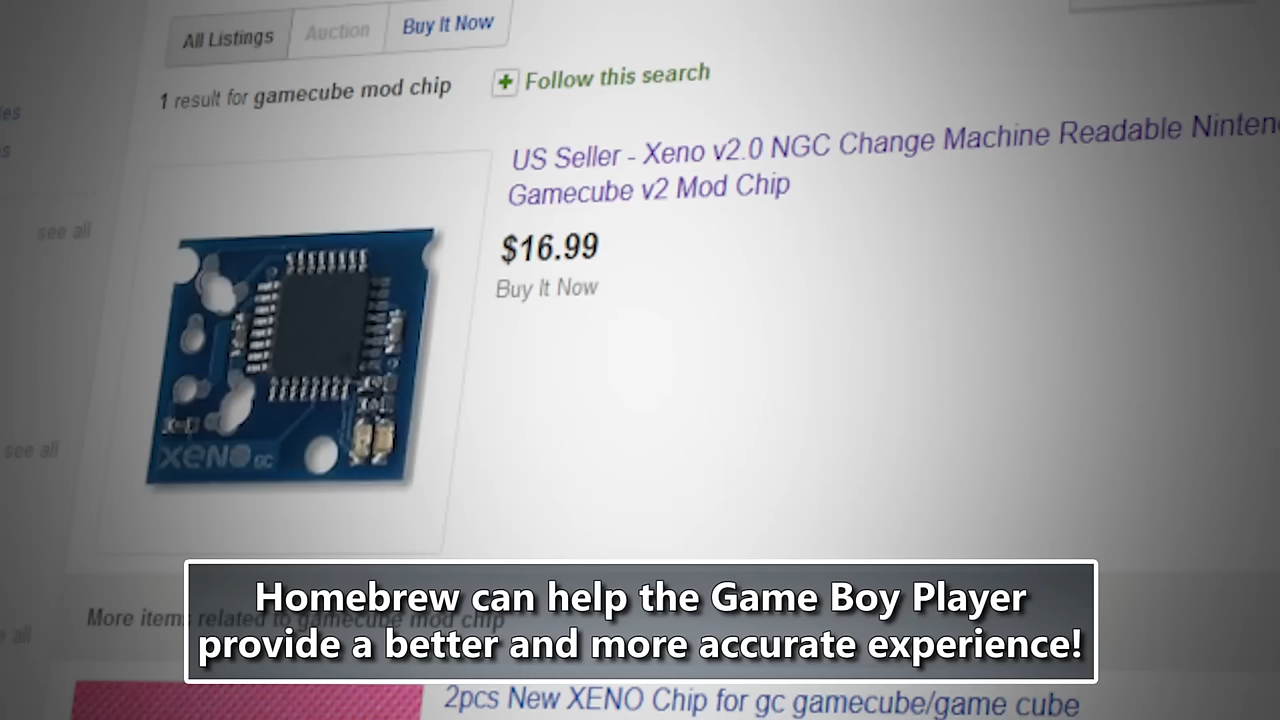 All Listings
Auction
Buy It Now
1 result for gamecube mod chip
Follow this search
see all
US Seller - Xeno v2.0 NGC Change Machine Readable
Gamecube v2 Mod Chip
$16.99
Buy It Now
XENO GC
see all
More items related to gamecube mod chip
Homebrew can help the Game Boy Player
provide a better and more accurate experience!
2pcs New XENO Chip for gc gamecube/game cube